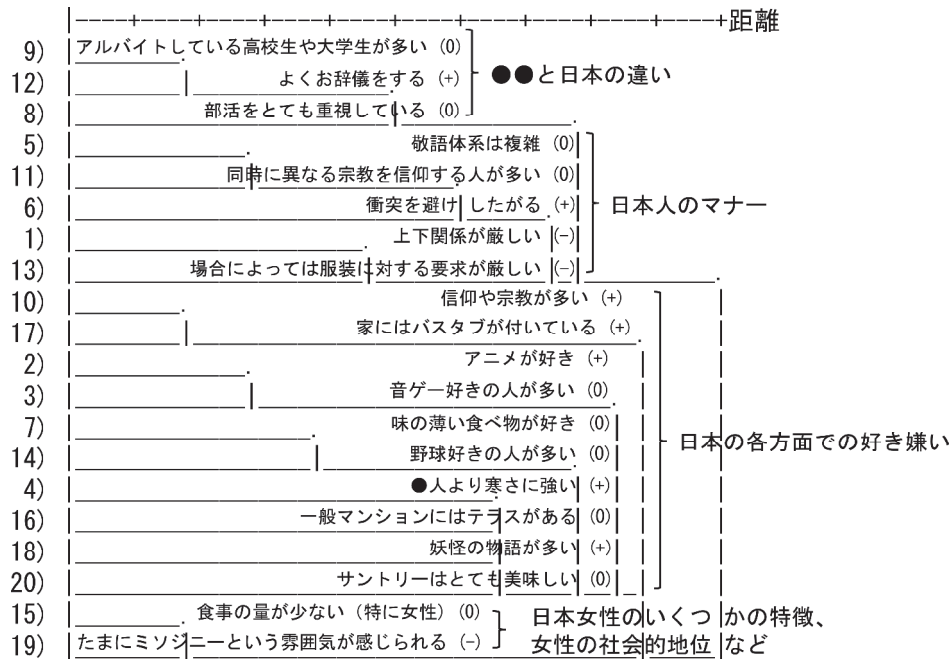 |----+----+----+----+----+----+----+----+----+----+距離
9) アルバイトしている高校生や大学生が多い (0)
12) よくお辞儀をする (+)
●●と日本の違い
8) 部活をとても重視している (0)
5) 敬語体系は複雑 (0)
11) 同時に異なる宗教を信仰する人が多い (0)
6) 衝突を避けしたがる (+)
日本人のマナー
1) 上下関係が厳しい (-)
13) 場合によっては服装に対する要求が厳しい (-)
10) 信仰や宗教が多い (+)
17) 家にはバスタブが付いている (+)
2) アニメが好き (+)
3) 音ゲー好きの人が多い (0)
7) 味の薄い食べ物が好き (0)
日本の各方面での好き嫌い
14) 野球好きの人が多い (0)
4) ●人より寒さに強い (+)
16) 一般マンションにはテラスがある (0)
18) 妖怪の物語が多い (+)
20) サントリーはとても美味しい (0)
15) 食事の量が少ない (特に女性) (0)
19) たまにミソジニーという雰囲気が感じられる (-)
日本女性のいくつかの特徴、
女性の社会的地位など